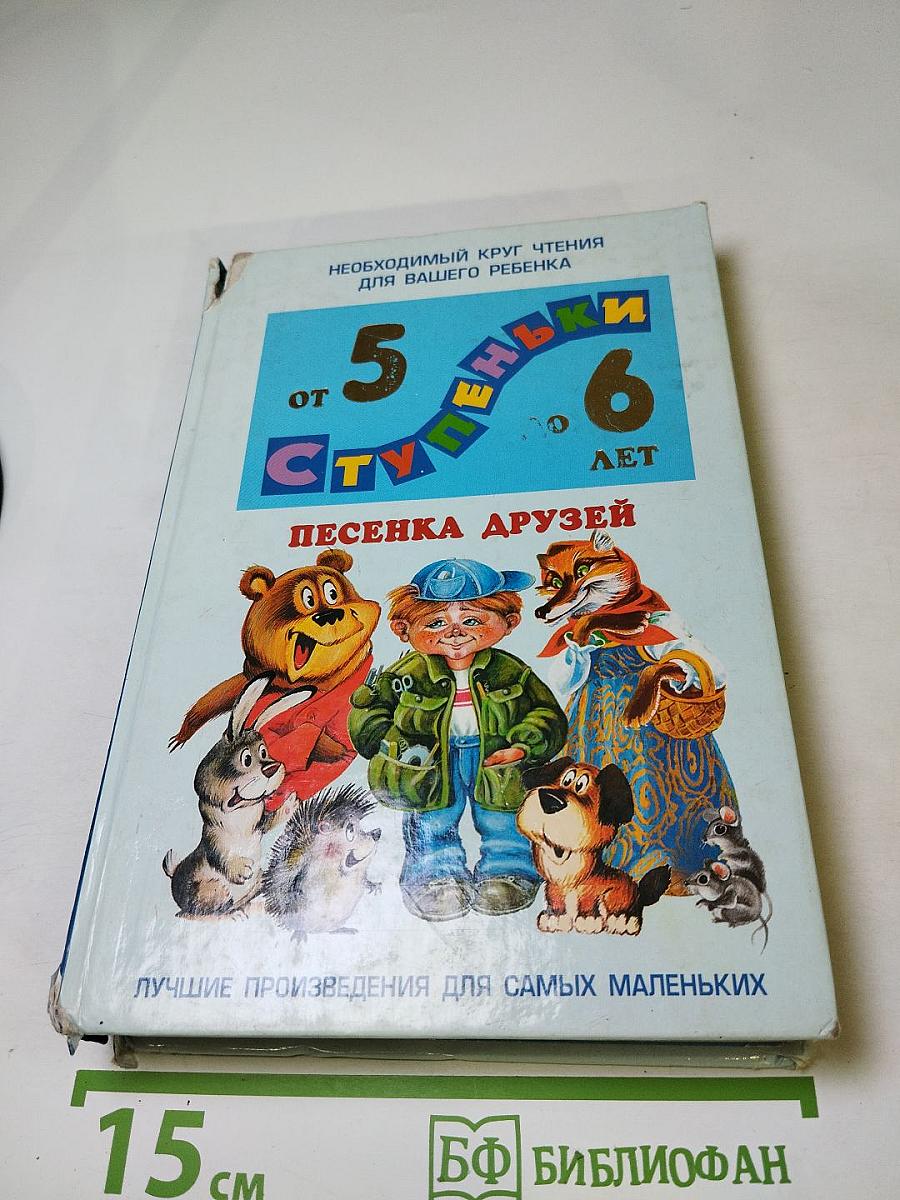 НЕОБХОДИМЫЙ КРУГ ЧТЕНИЯ
ДЛЯ ВАШЕГО РЕБЕНКА
ОТ 5
СТУПЕНЬКИ
ДО 6
ЛЕТ
ПЕСЕНКА ДРУЗЕЙ
ЛУЧШИЕ ПРОИЗВЕДЕНИЯ ДЛЯ САМЫХ МАЛЕНЬКИХ
15 см
БФ БИБЛИОФАН